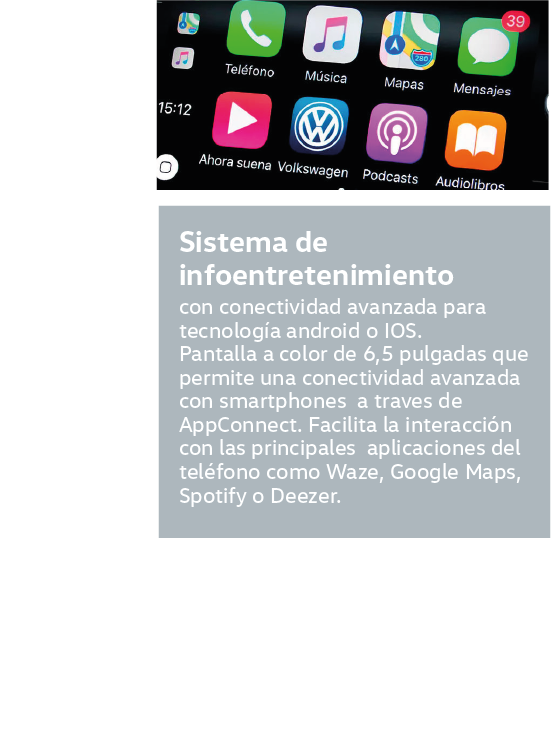 39
280
Teléfono
Música
Mapas
Mensajes
15:12
Ahora suena
Volkswagen
Podcasts
Audiolibros
Sistema de
infoentretenimiento
con conectividad avanzada para
tecnología android o IOS.
Pantalla a color de 6,5 pulgadas que
permite una conectividad avanzada
con smartphones  a traves de
AppConnect. Facilita la interacción
con las principales  aplicaciones del
teléfono como Waze, Google Maps,
Spotify o Deezer.